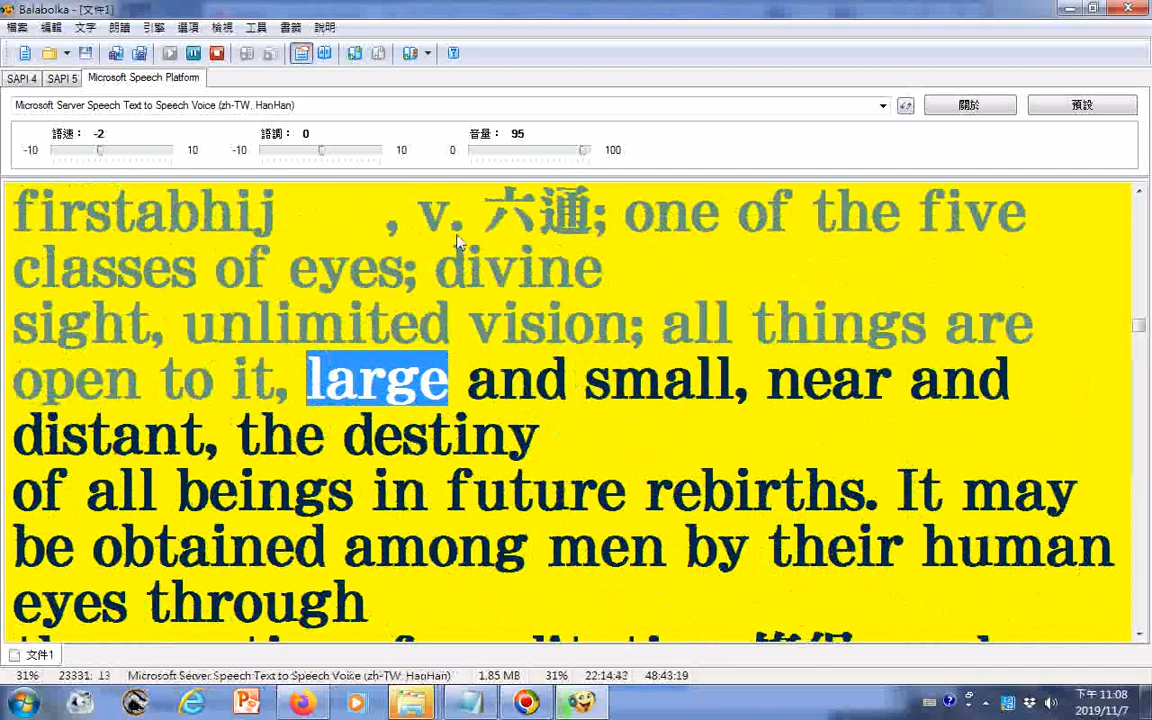 Balabolka - [文件1]
檔案 編輯 文字 朗讀 引擎 選項 檢視 工具 書籤 說明
SAPI 4 SAPI 5 Microsoft Speech Platform
Microsoft Server Speech Text to Speech Voice (zh-TW, HanHan) 關於 預設
語速： -2 語調： 0 音量： 95
-10 10 -10 10 0 100
firstabhij , v. 六通; one of the five
classes of eyes; divine
sight, unlimited vision; all things are
open to it, large and small, near and
distant, the destiny
of all beings in future rebirths. It may
be obtained among men by their human
eyes through
文件1
31% 23331: 13 Microsoft Server Speech Text to Speech Voice (zh-TW, HanHan) 1.85 MB 31% 22:14:43 48:43:19
下午 11:08
2019/11/7